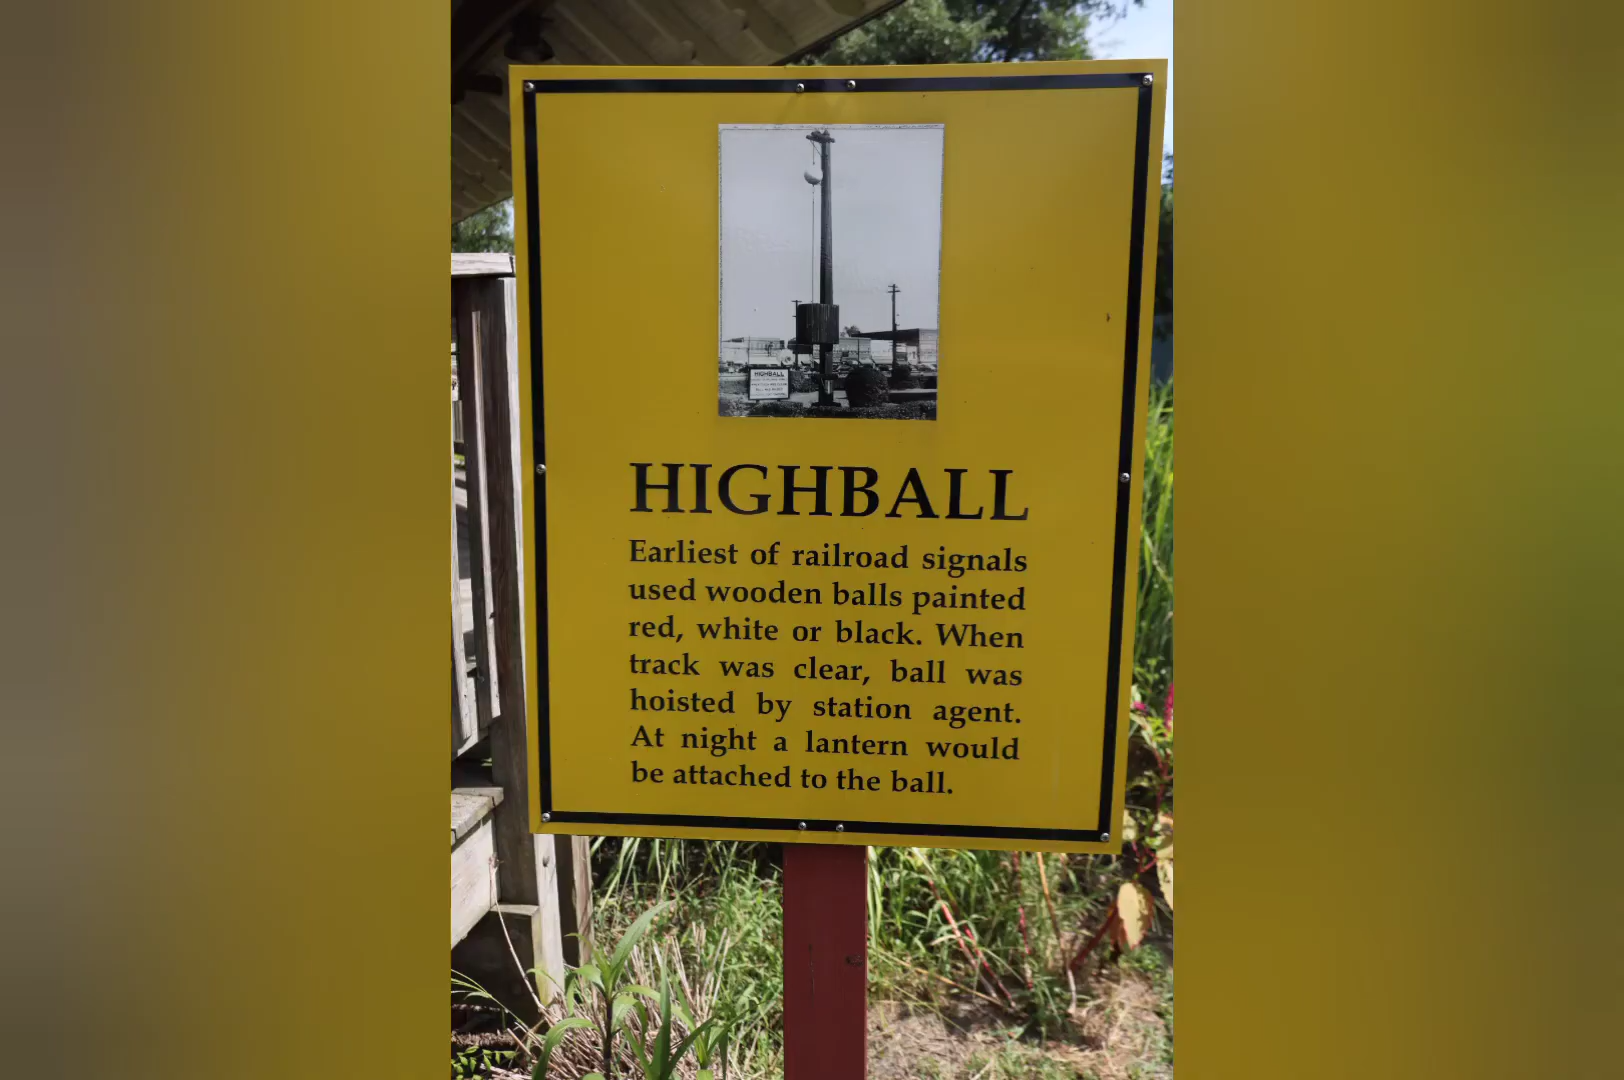 HIGHBALL
HIGHBALL
Earliest of railroad signals
used wooden balls painted
red, white or black. When
track was clear, ball was
hoisted by station agent.
At night a lantern would
be attached to the ball.